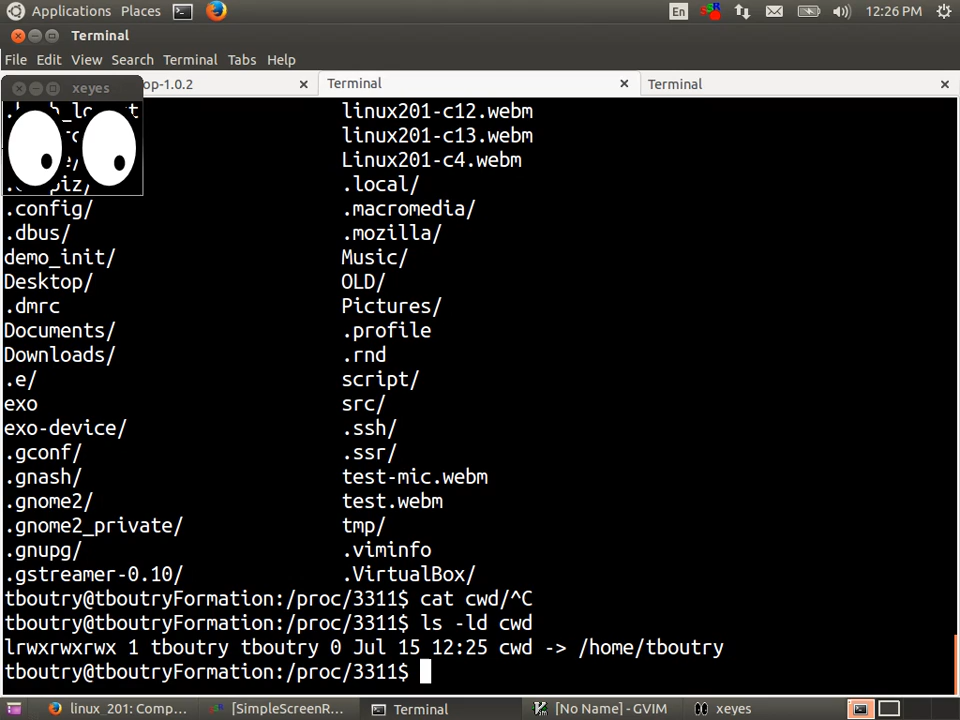 Applications Places En 12:26 PM
Terminal
File Edit View Search Terminal Tabs Help
op-1.0.2 Terminal Terminal
xeyes
linux201-c12.webm
linux201-c13.webm
Linux201-c4.webm
.local/
.config/ .macromedia/
.dbus/ .mozilla/
demo_init/ Music/
Desktop/ OLD/
.dmrc Pictures/
Documents/ .profile
Downloads/ .rnd
.e/ script/
exo src/
exo-device/ .ssh/
.gconf/ .ssr/
.gnash/ test-mic.webm
.gnome2/ test.webm
.gnome2_private/ tmp/
.gnupg/ .viminfo
.gstreamer-0.10/ .VirtualBox/
tboutry@tboutryFormation:/proc/3311$ cat cwd/^C
tboutry@tboutryFormation:/proc/3311$ ls -ld cwd
lrwxrwxrwx 1 tboutry tboutry 0 Jul 15 12:25 cwd -> /home/tboutry
tboutry@tboutryFormation:/proc/3311$
linux_201: Comp... [SimpleScreenR... Terminal [No Name] - GVIM xeyes